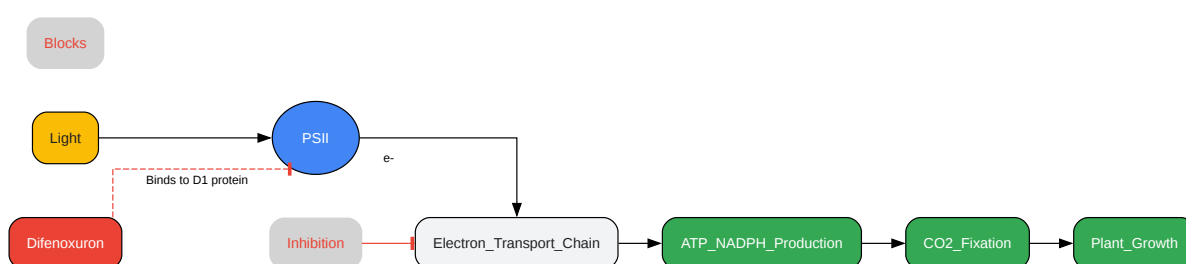 Blocks
Light
PSII
e-
Binds to D1 protein
Difenoxuron
Inhibition
Electron_Transport_Chain
ATP_NADPH_Production
CO2_Fixation
Plant_Growth